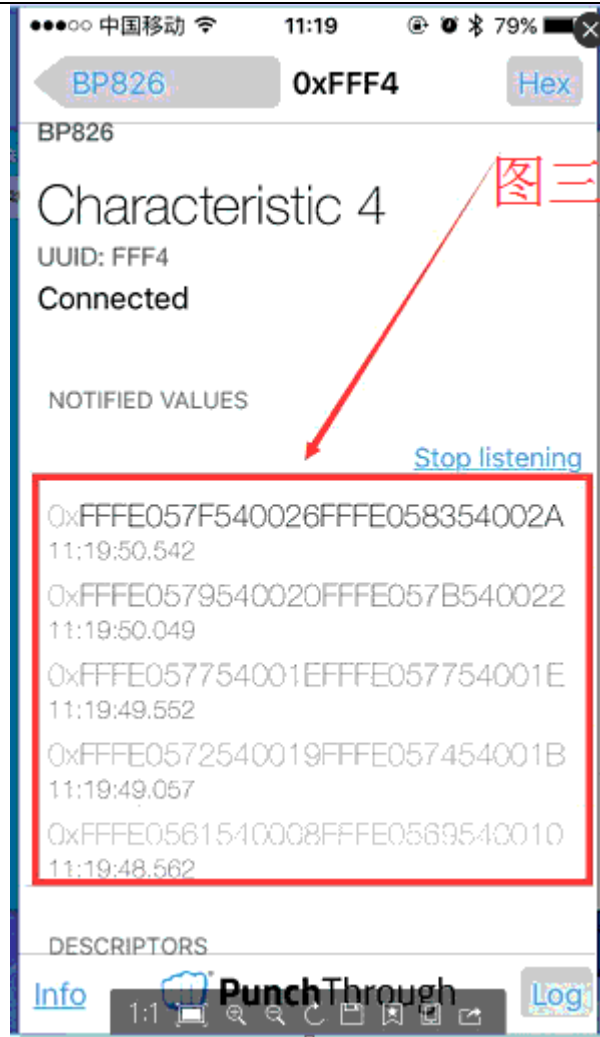 中国移动 11:19 79%
BP826 0xFFF4 Hex
BP826
图三
Characteristic 4
UUID: FFF4
Connected
NOTIFIED VALUES
Stop listening
0xFFFE057F540026FFFE058354002A
11:19:50.542
0xFFFE0579540020FFFE057B540022
11:19:50.049
0xFFFE057754001EFFFE057754001E
11:19:49.552
0xFFFE0572540019FFFE057454001B
11:19:49.057
0xFFFE0561540008FFFE0569540010
11:19:48.562
DESCRIPTORS
Info PunchThrough Log
1:1